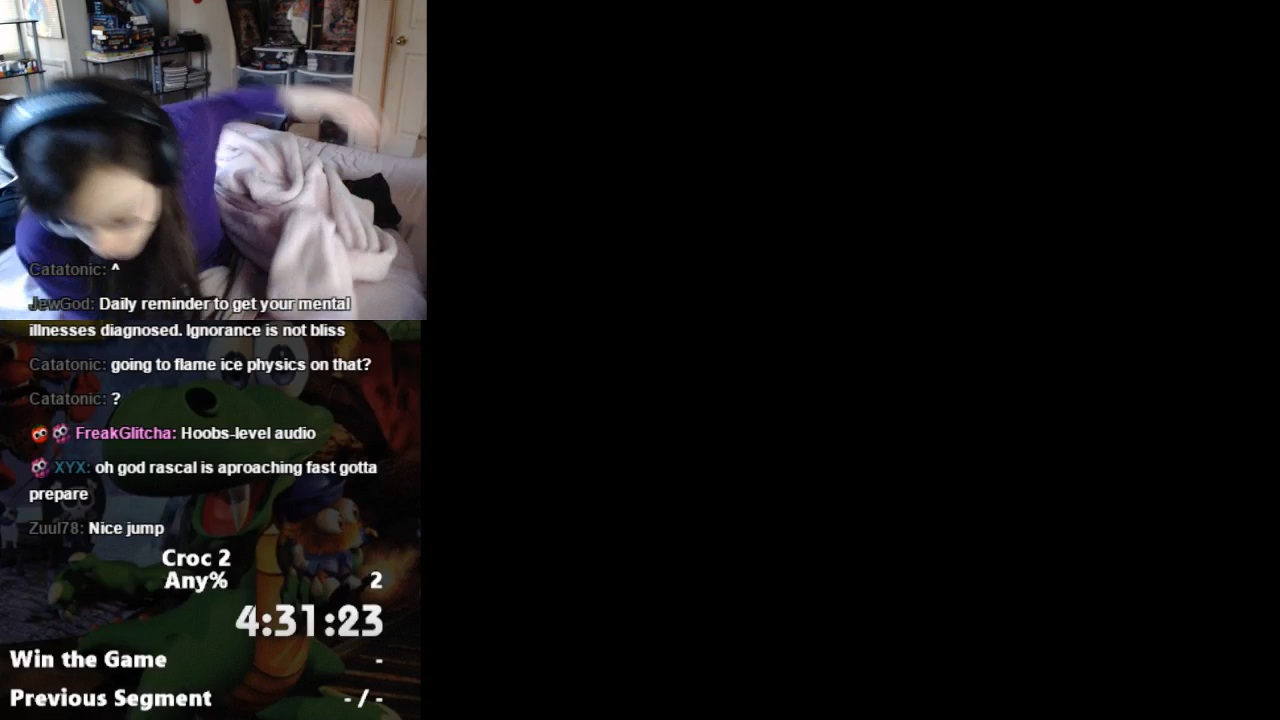 Catatonic: ^
JewGod: Daily reminder to get your mental
illnesses diagnosed. Ignorance is not bliss
Catatonic: going to flame ice physics on that?
Catatonic: ?
FreakGlitcha: Hoobs-level audio
XYX: oh god rascal is aproaching fast gotta
prepare
Zuul78: Nice jump
Croc 2
Any% 2
4:31:23
Win the Game -
Previous Segment - / -